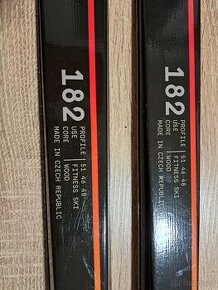 182
PROFILE | 51-46-48
USE | FITNESS SKI
CORE | WOOD
MADE IN CZECH REPUBLIC
182
PROFILE | 51-46-48
USE | FITNESS SKI
CORE | WOOD
MADE IN CZECH REPUBLIC